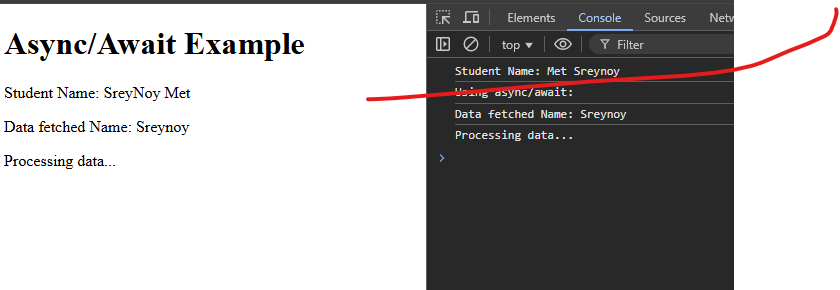 Async/Await Example
Student Name: SreyNoy Met
Data fetched Name: Sreynoy
Processing data...
Elements Console Sources Netw
top ▾ Filter
Student Name: Met Sreynoy
Using async/await:
Data fetched Name: Sreynoy
Processing data...
>